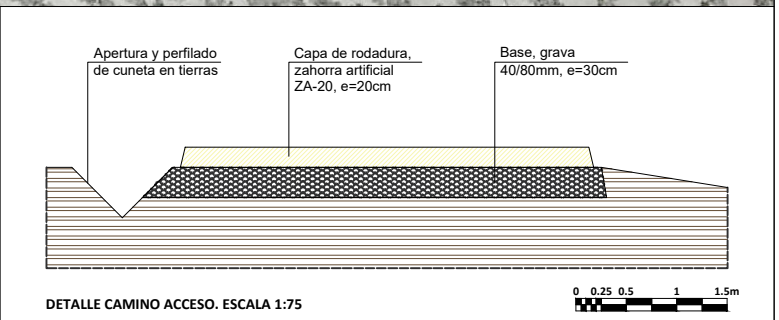 Apertura y perfilado
de cuneta en tierras
Capa de rodadura,
zahorra artificial
ZA-20, e=20cm
Base, grava
40/80mm, e=30cm
DETALLE CAMINO ACCESO. ESCALA 1:75
0 0.25 0.5 1 1.5m